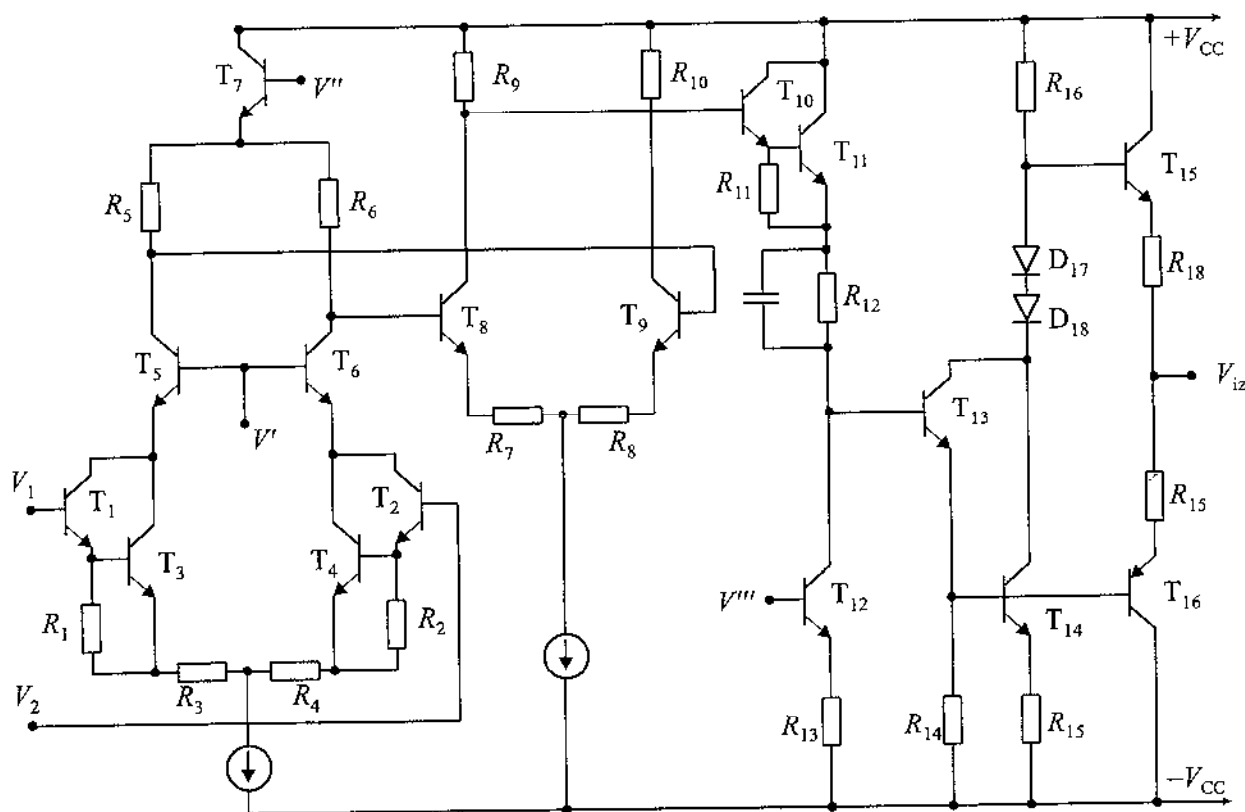 +V_CC
T_7
V''
R_9
R_10
T_10
R_16
T_15
R_11
T_11
R_5
R_6
D_17
R_18
R_12
D_18
T_8
T_9
T_5
T_6
V_iz
V'
R_7
R_8
T_13
V_1
T_1
T_2
R_15
T_3
T_4
V'''
T_12
T_14
T_16
R_1
R_2
V_2
R_3
R_4
R_13
R_14
R_15
−V_CC